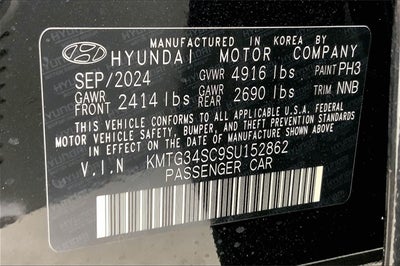 MANUFACTURED IN KOREA BY
HYUNDAI MOTOR COMPANY
SEP/2024 GVWR 4916 lbs PAINT PH3
GAWR FRONT 2414 lbs GAWR REAR 2690 lbs TRIM NNB
THIS VEHICLE CONFORMS TO ALL APPLICABLE U.S.A. FEDERAL
MOTOR VEHICLE SAFETY, BUMPER, AND THEFT PREVENTION STANDARDS
IN EFFECT ON THE DATE OF MANUFACTURE SHOWN ABOVE
V.I.N KMTG34SC9SU152862
PASSENGER CAR